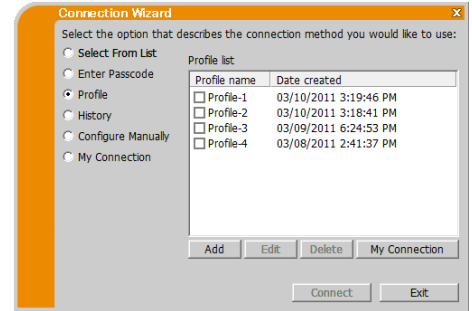 Connection Wizard x
Select the option that describes the connection method you would like to use:
Select From List
Enter Passcode
Profile
History
Configure Manually
My Connection
Profile list
Profile name Date created
Profile-1 03/10/2011 3:19:46 PM
Profile-2 03/10/2011 3:18:41 PM
Profile-3 03/09/2011 6:24:53 PM
Profile-4 03/08/2011 2:41:37 PM
Add Edit Delete My Connection
Connect Exit